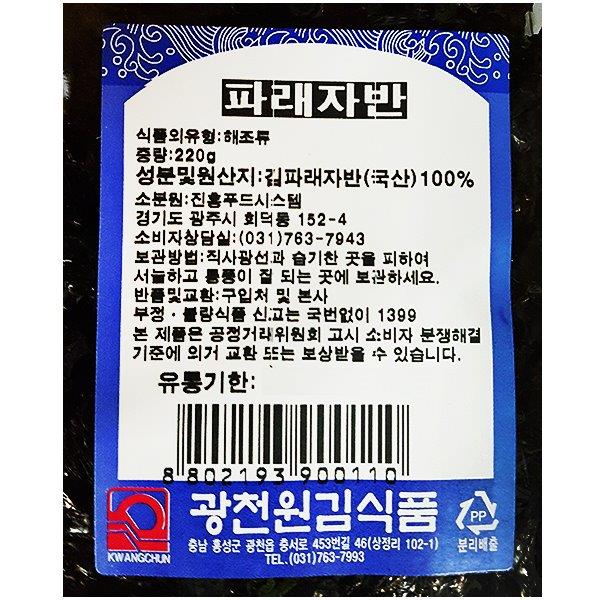 파래자반
식품의유형:해조류
중량:220g
성분및원산지:김파래자반(국산)100%
소분원:진흥푸드시스템
경기도 광주시 회덕동 152-4
소비자상담실:(031)763-7943
보관방법:직사광선과 습기찬 곳을 피하여
서늘하고 통풍이 잘 되는 곳에 보관하세요.
반품및교환:구입처 및 본사
부정·불량식품 신고는 국번없이 1399
본 제품은 공정거래위원회 고시 소비자 분쟁해결
기준에 의거 교환 또는 보상받을 수 있습니다.
유통기한:
8 802193 900110
KWANGCHUN
광천원김식품
충남 홍성군 광천읍 충서로 453번길 46(상정리 102-1)
TEL.(031)763-7993
PP
분리배출